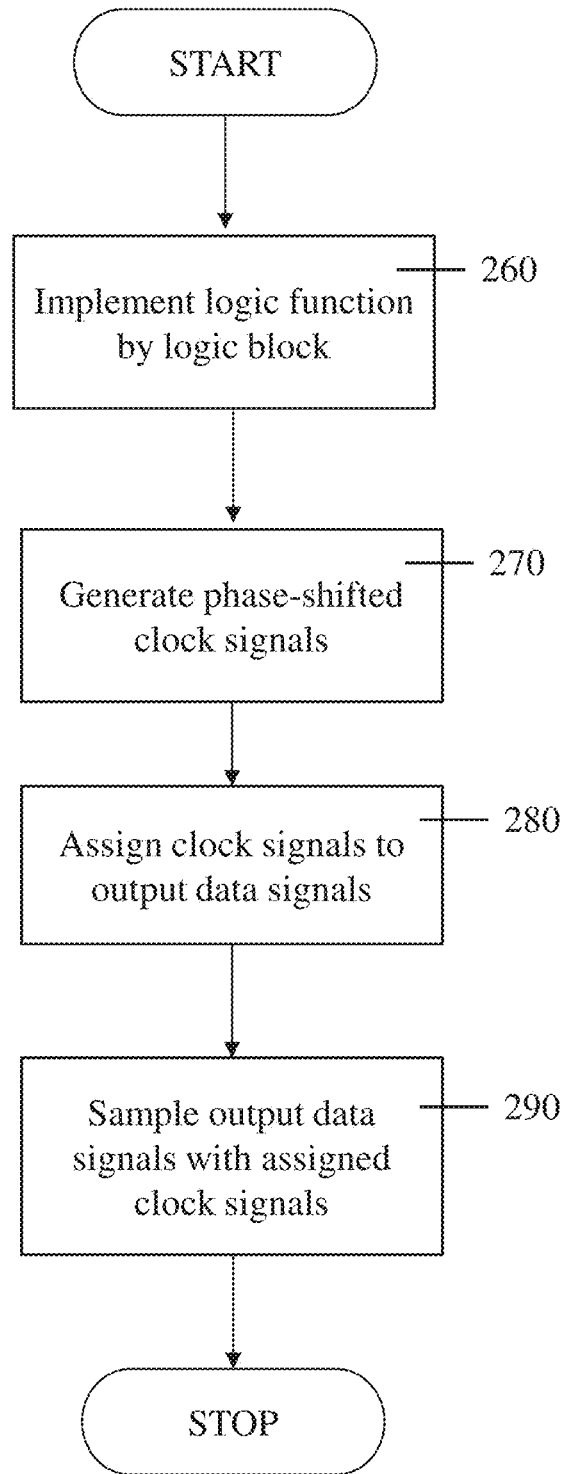 START
260
Implement logic function
by logic block
270
Generate phase-shifted
clock signals
280
Assign clock signals to
output data signals
290
Sample output data
signals with assigned
clock signals
STOP